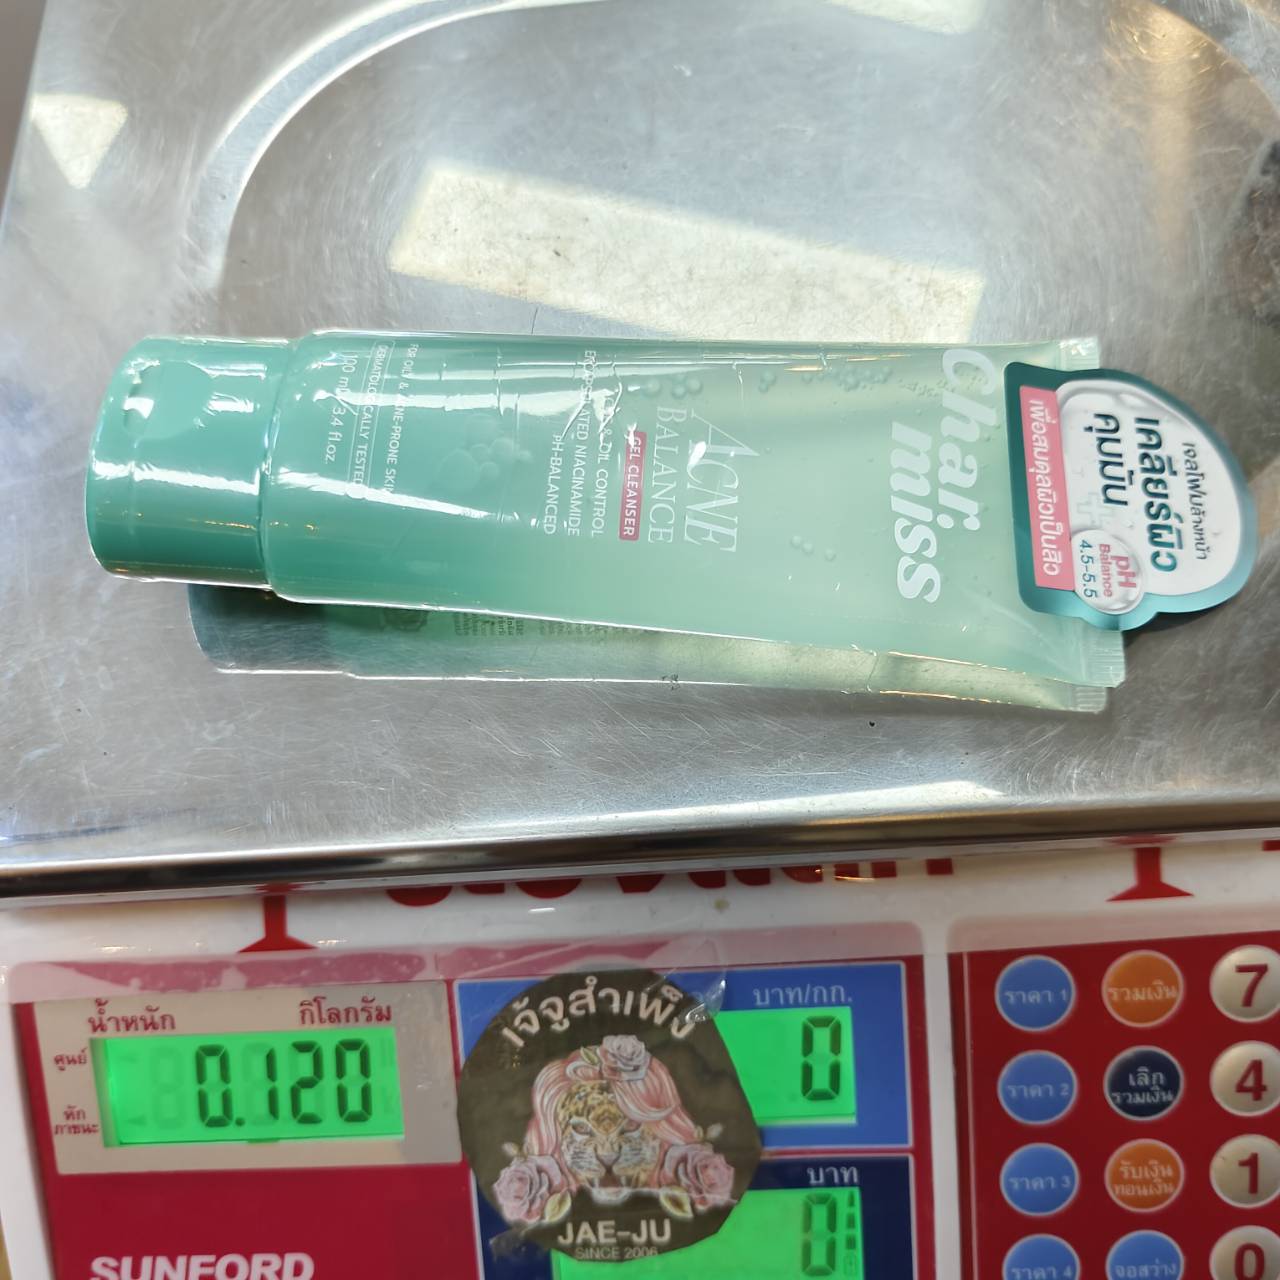 Char
miss
ACNE
BALANCE
GEL CLEANSER
ACNE & OIL CONTROL
ENCAPSULATED NIACINAMIDE
pH-BALANCED
FOR OILY & ACNE-PRONE SKIN
DERMATOLOGICALLY TESTED
100 ml / 3.4 fl.oz.
เจลโฟมล้างหน้า
เคลียร์ผิว
คุมมัน
เพื่อสมดุลผิวเป็นสิว
pH
Balance
4.5-5.5
น้ำหนัก
กิโลกรัม
ศูนย์
หัก
ภาชนะ
0.120
SUNFORD
เจ้จูสำเพ็ง
JAE-JU
SINCE 2006
บาท/กก.
0
บาท
0
ราคา 1
รวมเงิน
7
ราคา 2
เลิก
รวมเงิน
4
ราคา 3
รับเงิน
ทอนเงิน
1
ราคา 4
จอสว่าง
0